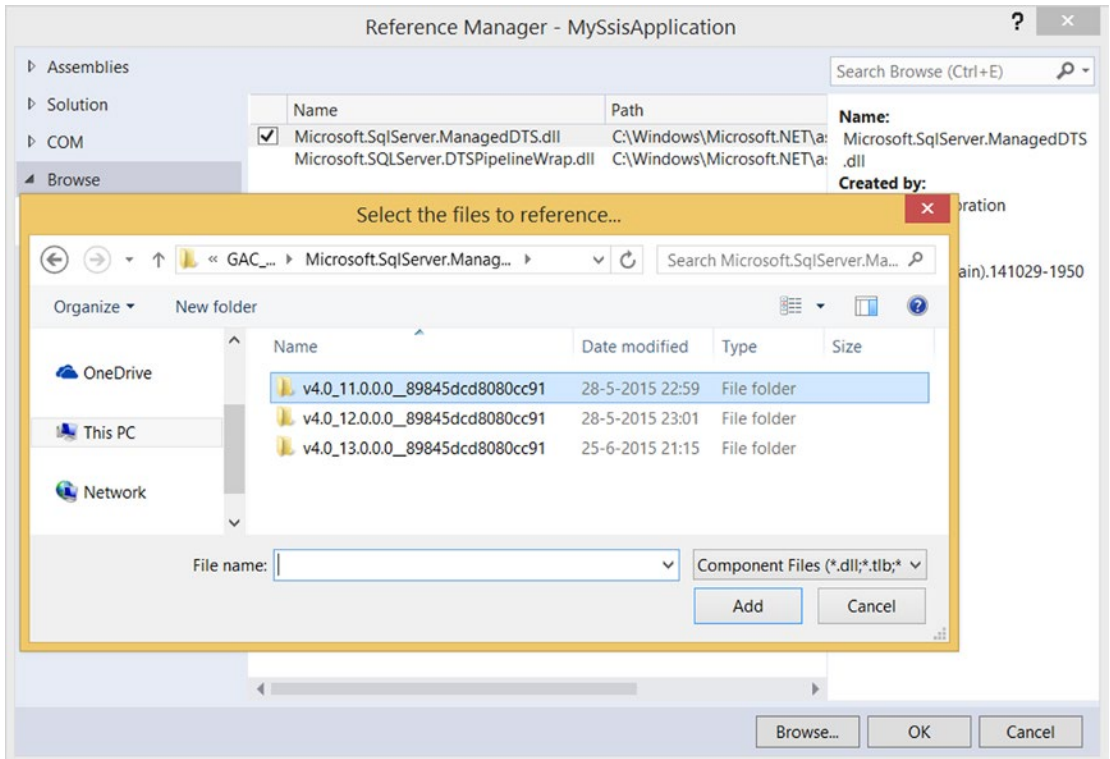 Reference Manager - MySsisApplication
?
Assemblies
Search Browse (Ctrl+E)
Solution
COM
Browse
Name Path
Microsoft.SqlServer.ManagedDTS.dll C:\Windows\Microsoft.NET\a
Microsoft.SQLServer.DTSPipelineWrap.dll C:\Windows\Microsoft.NET\a
Name:
Microsoft.SqlServer.ManagedDTS
.dll
Created by:
oration
ain).141029-1950
Select the files to reference...
« GAC_... Microsoft.SqlServer.Manag... Search Microsoft.SqlServer.Ma...
Organize New folder
Name Date modified Type Size
OneDrive
This PC
Network
v4.0_11.0.0.0__89845dcd8080cc91 28-5-2015 22:59 File folder
v4.0_12.0.0.0__89845dcd8080cc91 28-5-2015 23:01 File folder
v4.0_13.0.0.0__89845dcd8080cc91 25-6-2015 21:15 File folder
File name: Component Files (*.dll;*.tlb;*
Add Cancel
Browse... OK Cancel